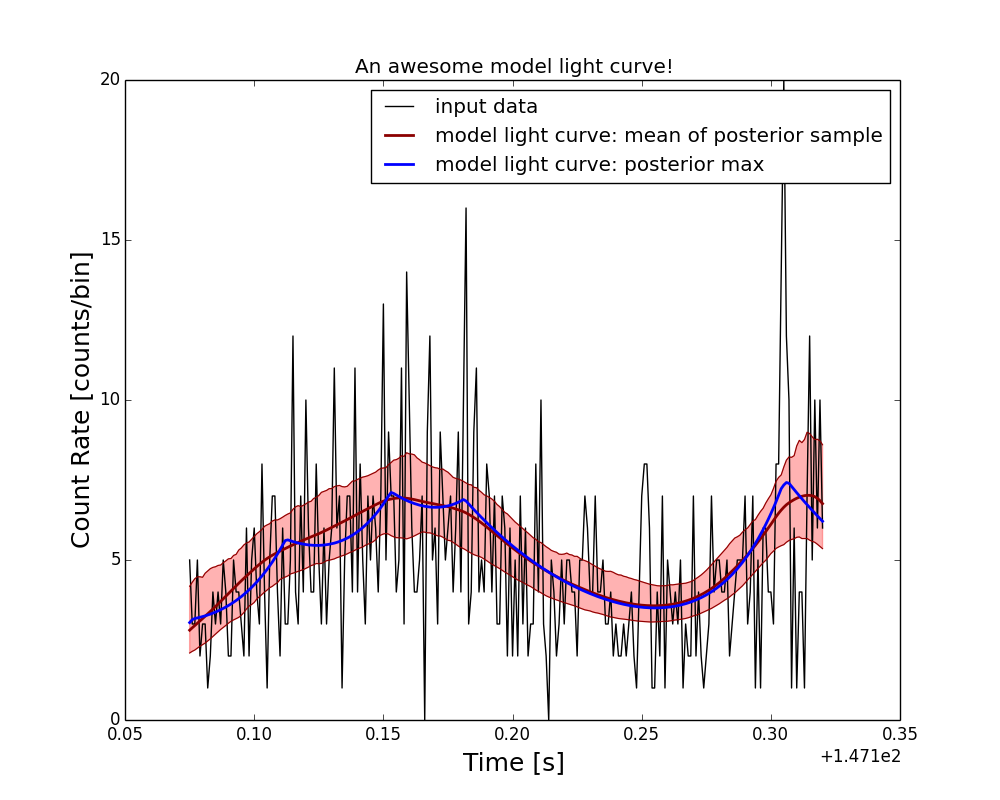 An awesome model light curve!
input data
model light curve: mean of posterior sample
model light curve: posterior max
Count Rate [counts/bin]
20
15
10
5
0
0.05 0.10 0.15 0.20 0.25 0.30 0.35
+1.471e2
Time [s]